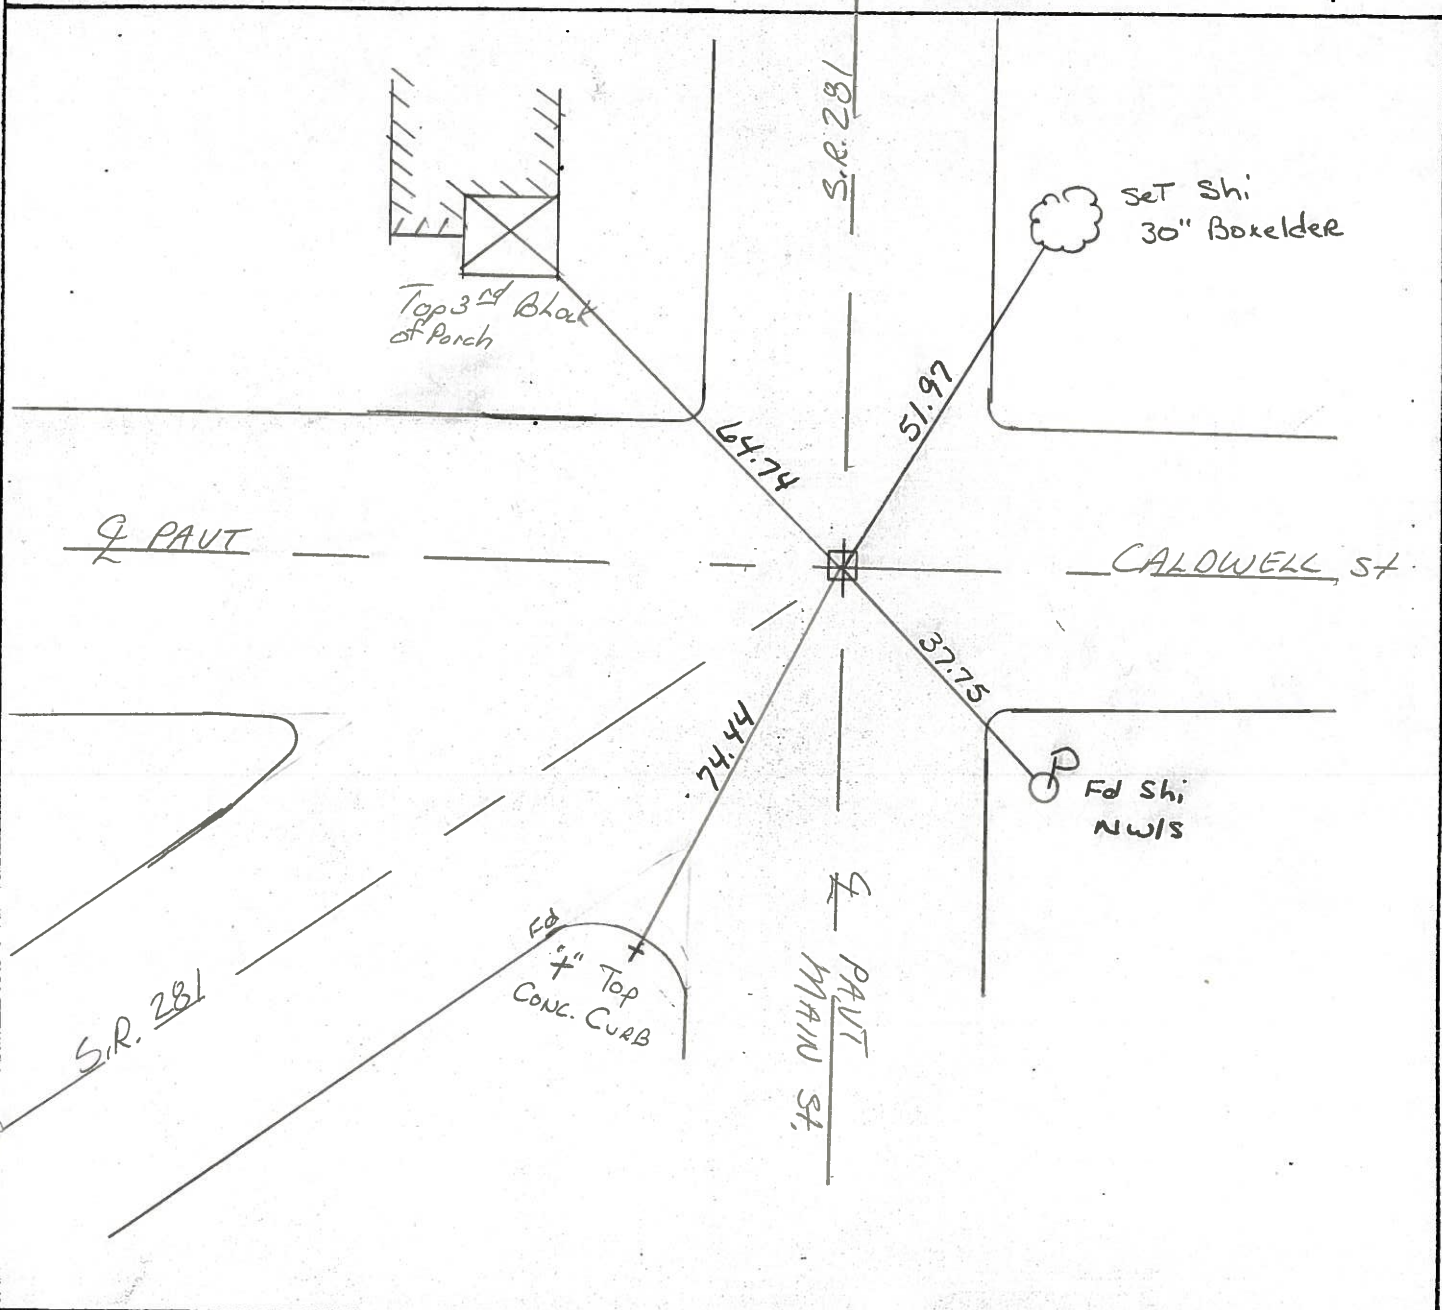 S.R. 281
SeT Shi
30" Boxelder
Top 3rd Block
of Porch
51.97
64.74
℄ PAVT
CALDWELL St.
37.75
74.44
Fd Shi
NW/S
℄ PAVT
MAIN St.
Fd
"+" Top
CONC. CURB
S.R. 281